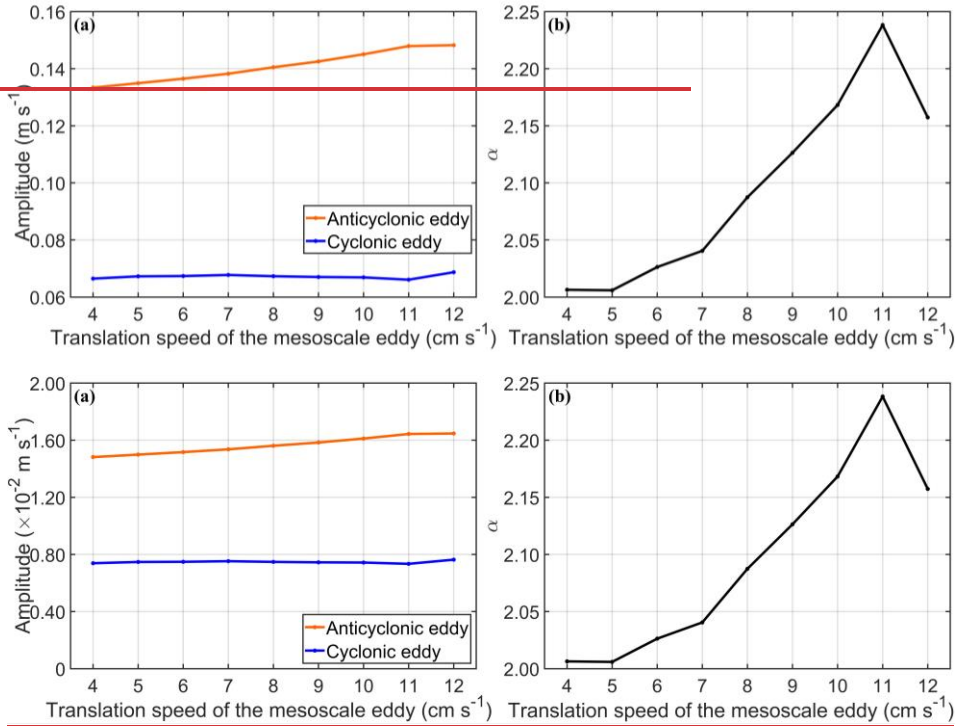 (a)
0.16
0.14
0.12
0.10
0.08
0.06
Amplitude (m s⁻¹)
Anticyclonic eddy
Cyclonic eddy
4 5 6 7 8 9 10 11 12
Translation speed of the mesoscale eddy (cm s⁻¹)
(b)
2.25
2.20
2.15
2.10
2.05
2.00
α
4 5 6 7 8 9 10 11 12
Translation speed of the mesoscale eddy (cm s⁻¹)
(a)
2.00
1.60
1.20
0.80
0.40
0
Amplitude (×10⁻² m s⁻¹)
Anticyclonic eddy
Cyclonic eddy
4 5 6 7 8 9 10 11 12
Translation speed of the mesoscale eddy (cm s⁻¹)
(b)
2.25
2.20
2.15
2.10
2.05
2.00
α
4 5 6 7 8 9 10 11 12
Translation speed of the mesoscale eddy (cm s⁻¹)